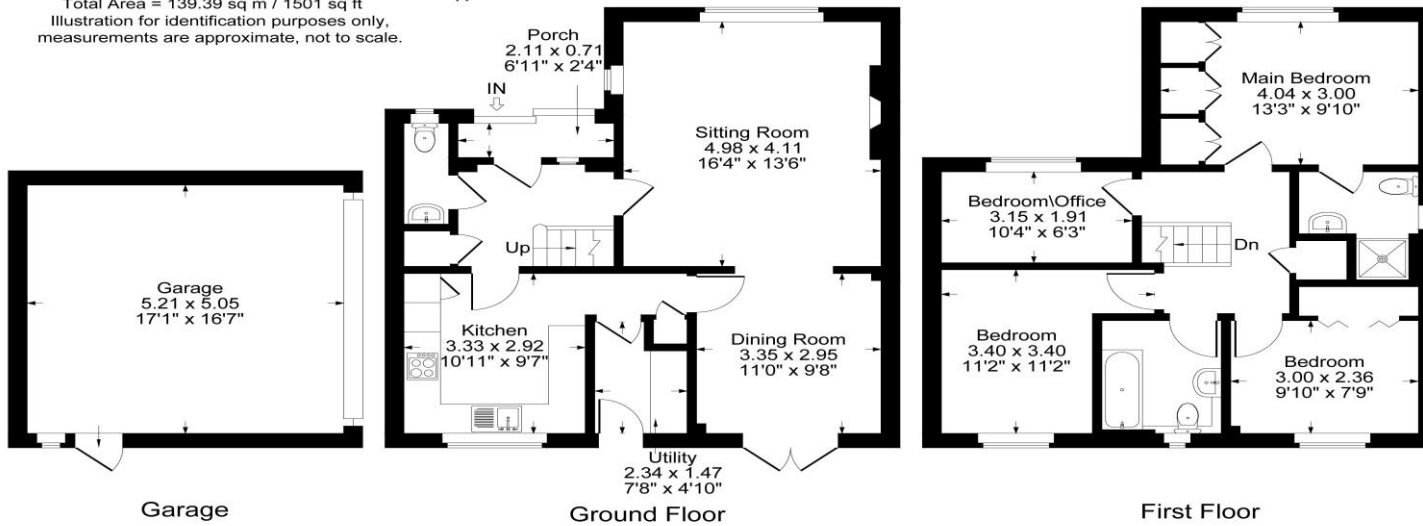 Total Area = 139.39 sq m / 1501 sq ft
Illustration for identification purposes only,
measurements are approximate, not to scale.
Porch
2.11 x 0.71
6'11" x 2'4"
IN
Sitting Room
4.98 x 4.11
16'4" x 13'6"
Up
Kitchen
3.33 x 2.92
10'11" x 9'7"
Dining Room
3.35 x 2.95
11'0" x 9'8"
Utility
2.34 x 1.47
7'8" x 4'10"
Garage
5.21 x 5.05
17'1" x 16'7"
Main Bedroom
4.04 x 3.00
13'3" x 9'10"
Bedroom\Office
3.15 x 1.91
10'4" x 6'3"
Dn
Bedroom
3.40 x 3.40
11'2" x 11'2"
Bedroom
3.00 x 2.36
9'10" x 7'9"
Garage
Ground Floor
First Floor